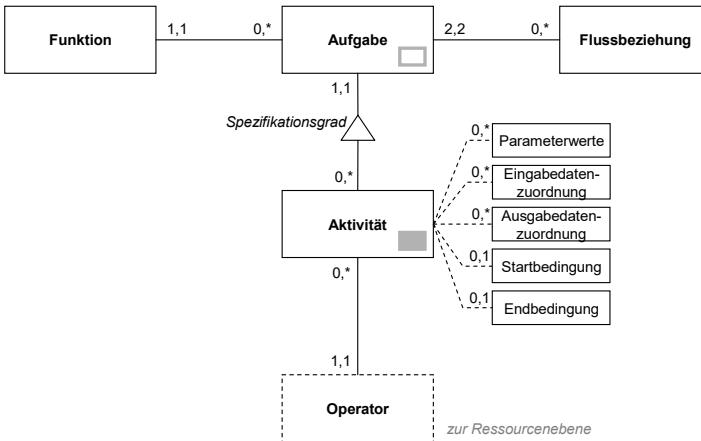 Funktion
1,1
0,*
Aufgabe
2,2
0,*
Flussbeziehung
1,1
Spezifikationsgrad
0,*
Aktivität
0,*
Parameterwerte
0,*
Eingabedaten-
zuordnung
0,*
Ausgabedaten-
zuordnung
0,1
Startbedingung
0,1
Endbedingung
0,*
1,1
Operator
zur Ressourcenebene